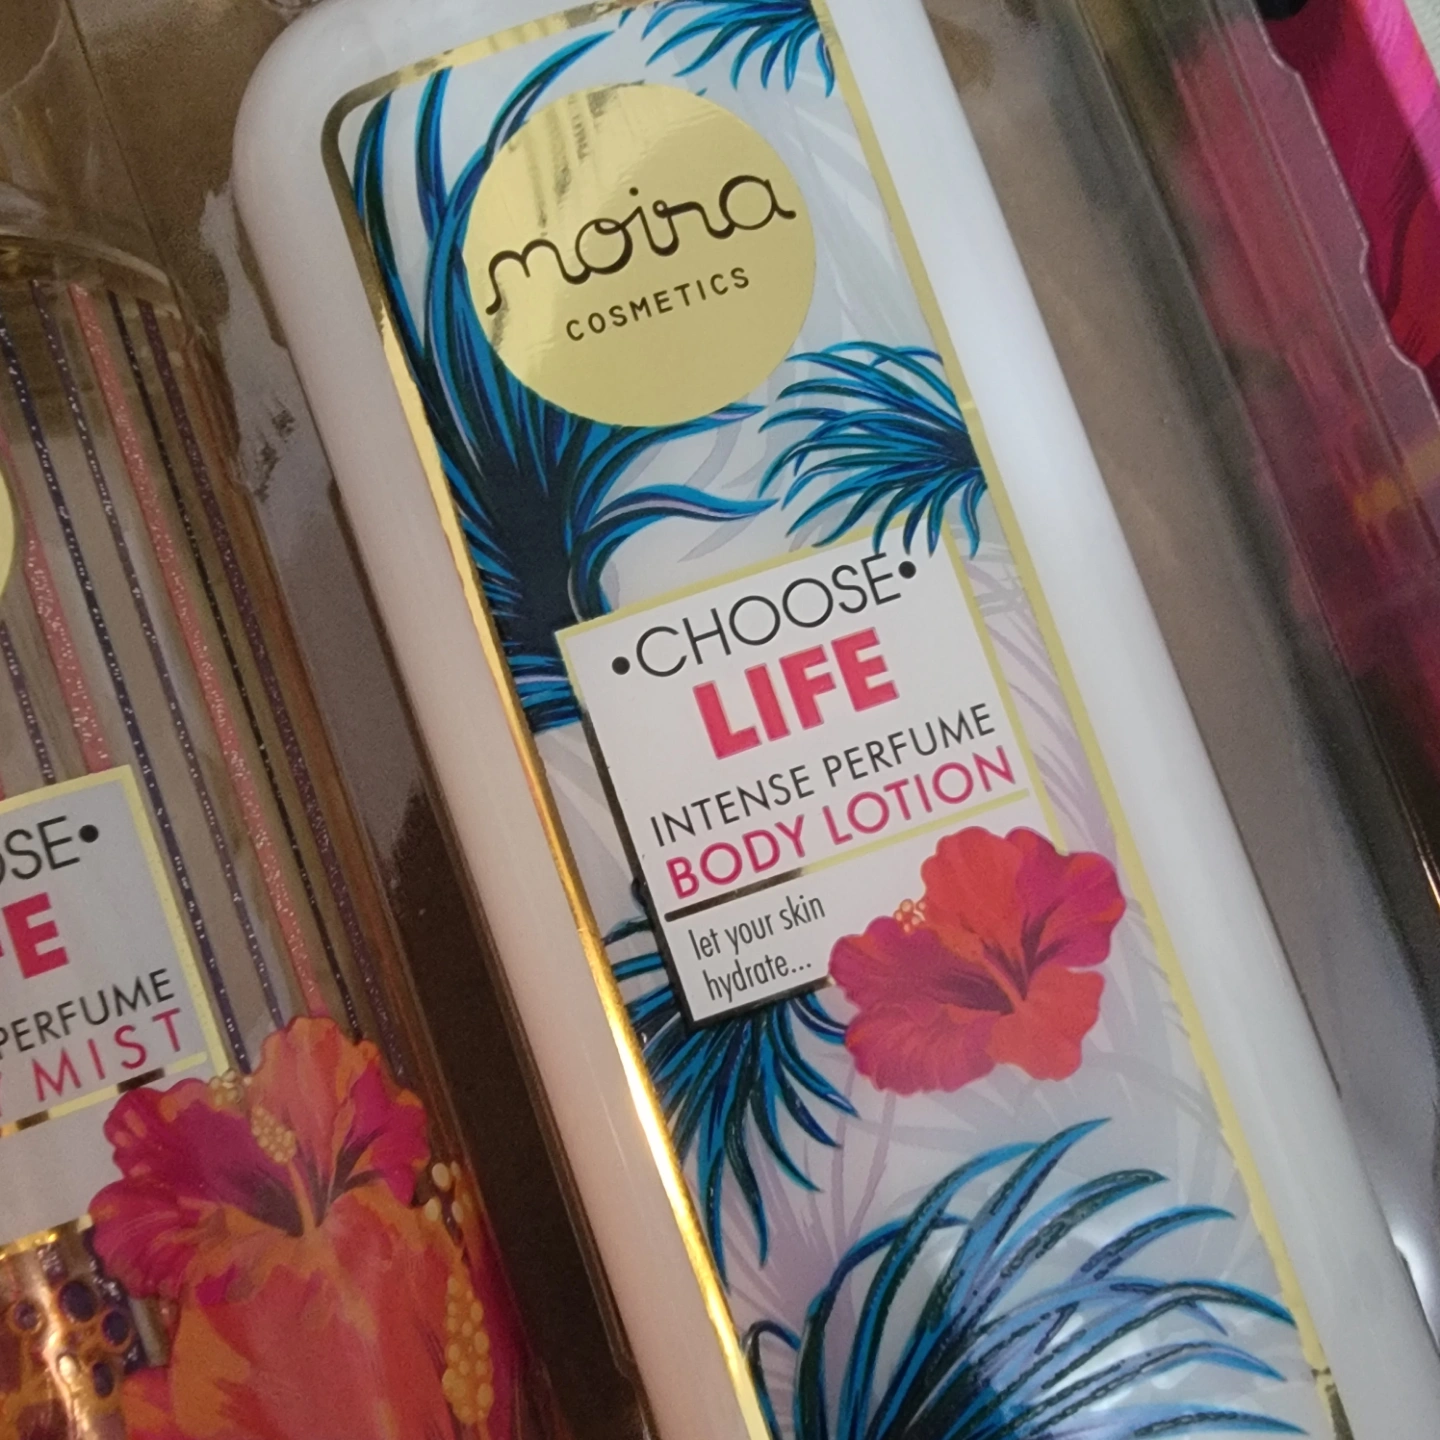 moira
COSMETICS
•CHOOSE•
LIFE
INTENSE PERFUME
BODY LOTION
let your skin
hydrate...
OSE•
FE
PERFUME
MIST